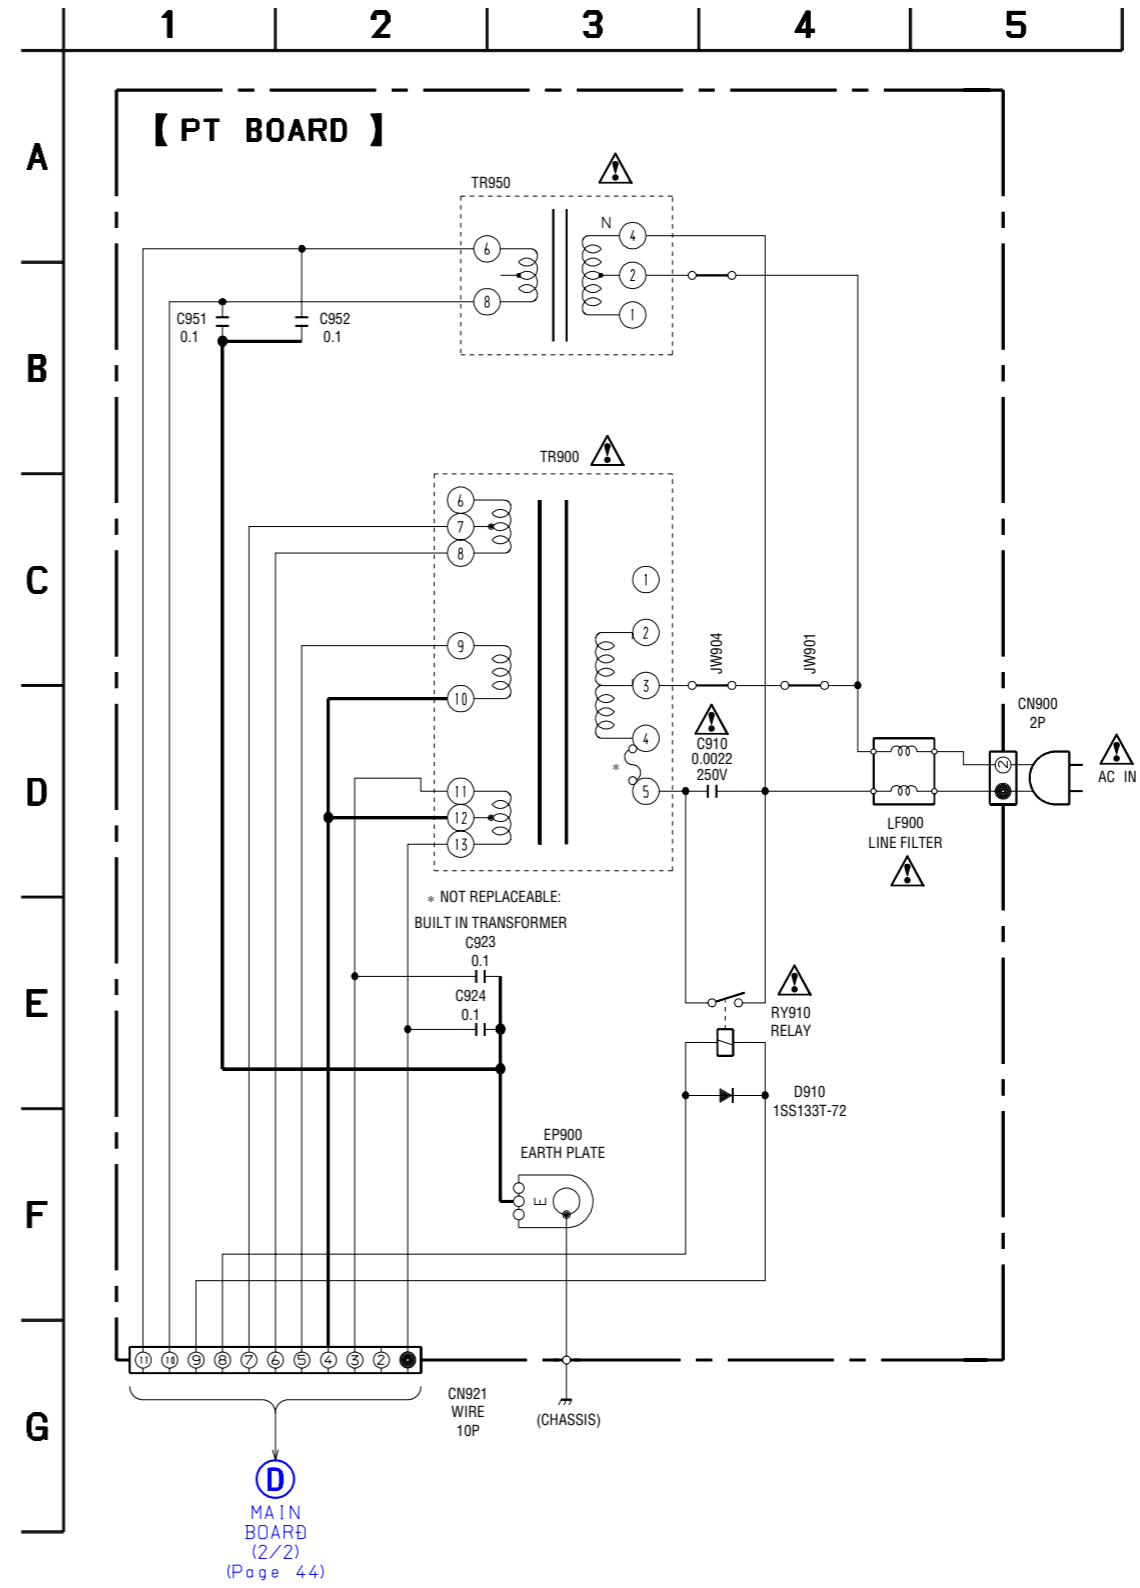 1 2 3 4 5
A
【 PT BOARD 】
TR950
N
6
4
2
8
1
C951
0.1
C952
0.1
B
TR900
6
7
8
C
1
2
9
3
10
JW904
JW901
4
C910
0.0022
250V
CN900
2P
2
AC IN
D
*
5
11
12
13
LF900
LINE FILTER
* NOT REPLACEABLE:
BUILT IN TRANSFORMER
C923
0.1
C924
0.1
E
RY910
RELAY
D910
1SS133T-72
EP900
EARTH PLATE
E
F
11 10 9 8 7 6 5 4 3 2
CN921
WIRE
10P
(CHASSIS)
G
D
MAIN
BOARD
(2/2)
(Page 44)